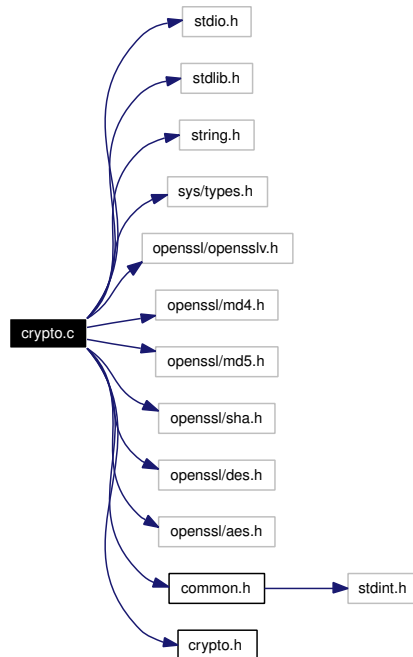 stdio.h
stdlib.h
string.h
sys/types.h
openssl/opensslv.h
openssl/md4.h
crypto.c
openssl/md5.h
openssl/sha.h
openssl/des.h
openssl/aes.h
common.h
stdint.h
crypto.h